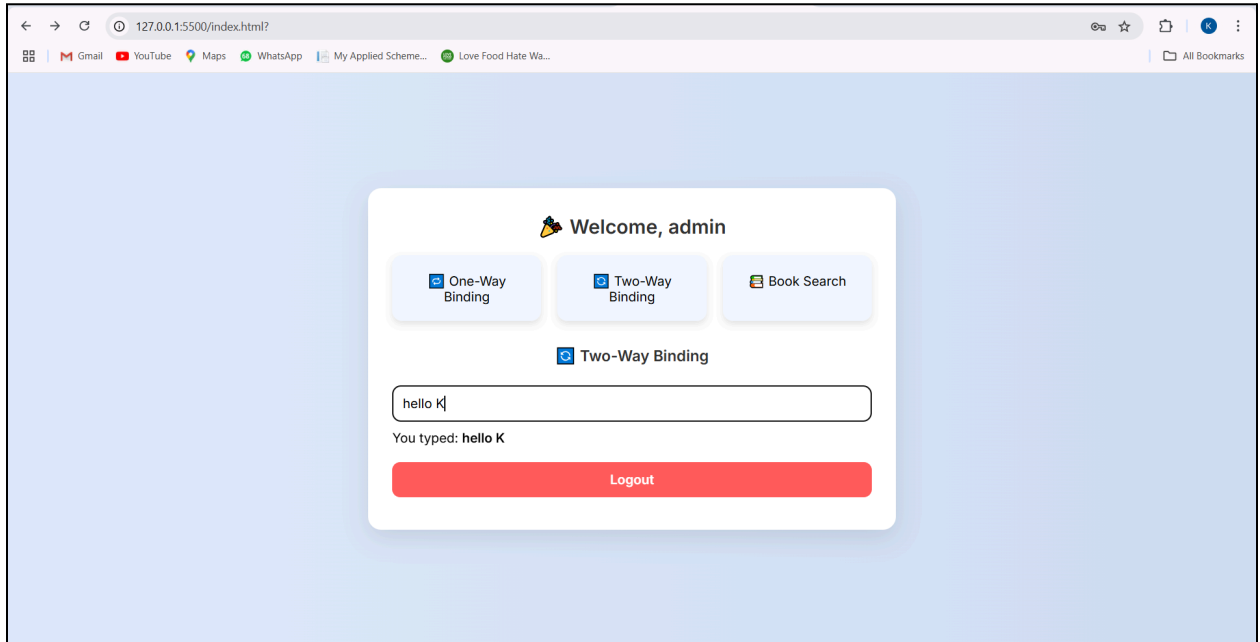 127.0.0.1:5500/index.html?
K
Gmail YouTube Maps WhatsApp My Applied Scheme... Love Food Hate Wa... All Bookmarks
🎉 Welcome, admin
🔁 One-Way
Binding
🔄 Two-Way
Binding
📚 Book Search
🔄 Two-Way Binding
hello K
You typed: hello K
Logout